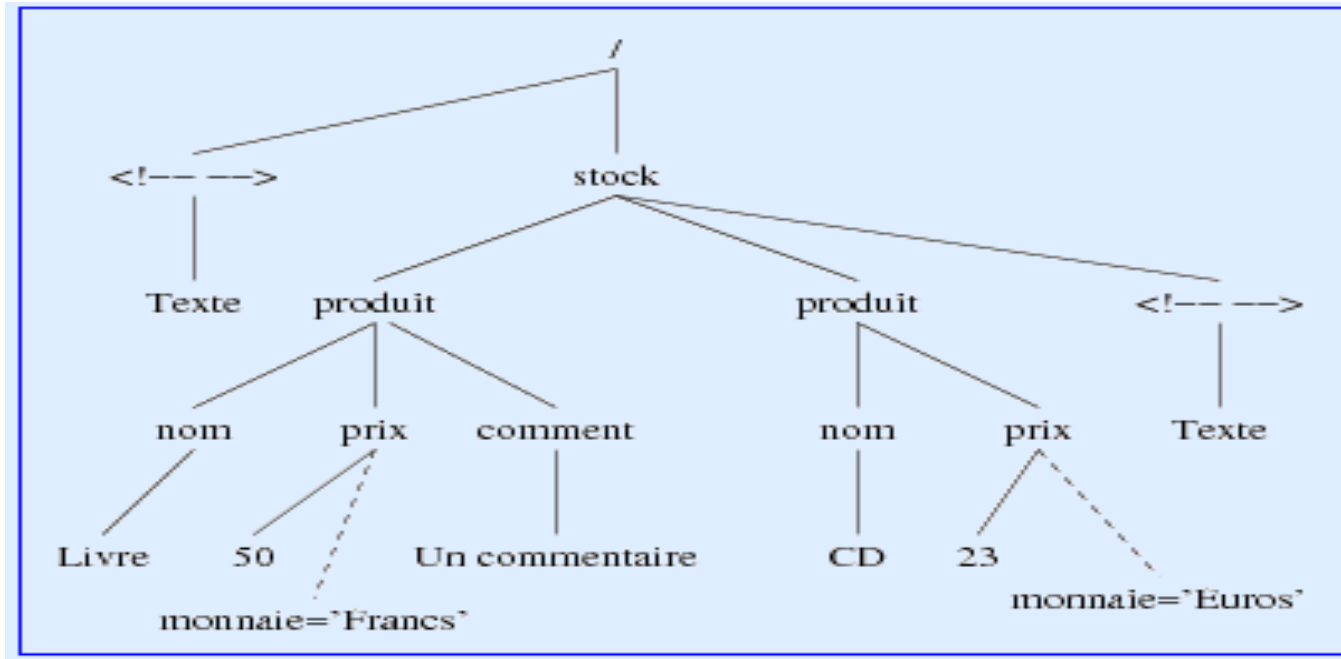 /
<!-- --> stock
Texte produit produit <!-- -->
nom prix comment nom prix Texte
Livre 50 Un commentaire CD 23
monnaie='Francs' monnaie='Euros'